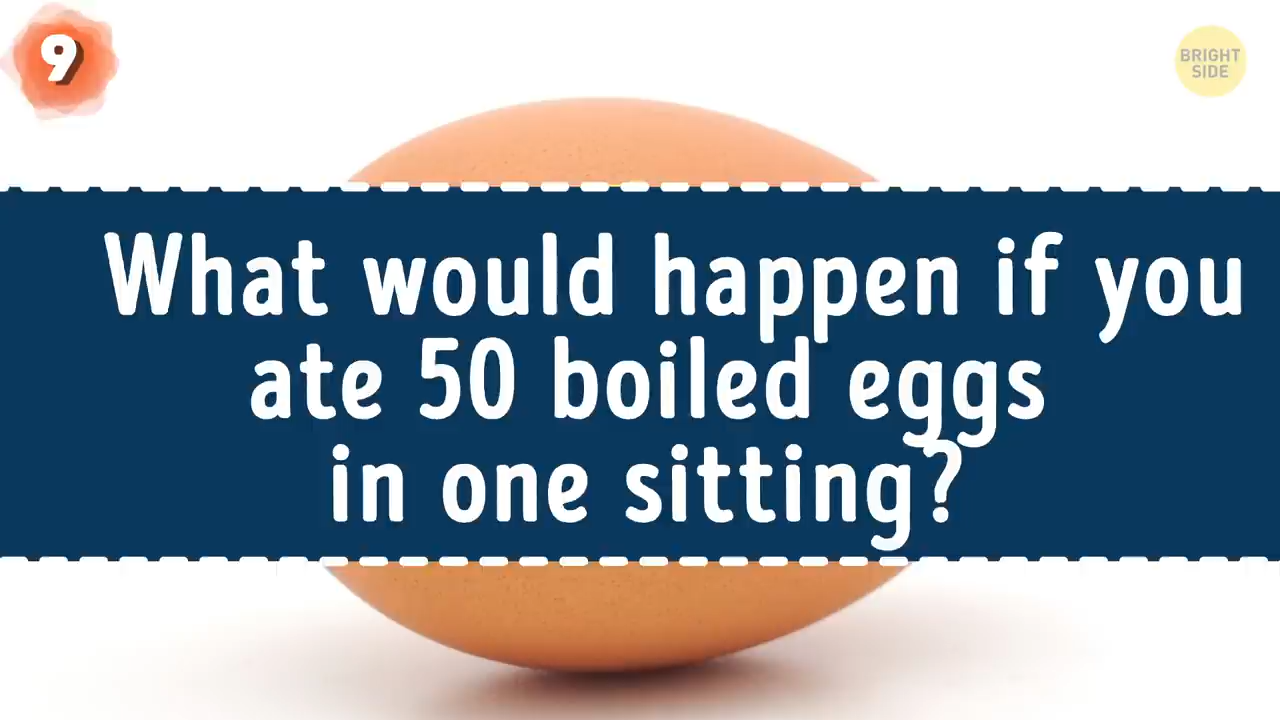 9
BRIGHT
SIDE
What would happen if you
ate 50 boiled eggs
in one sitting?